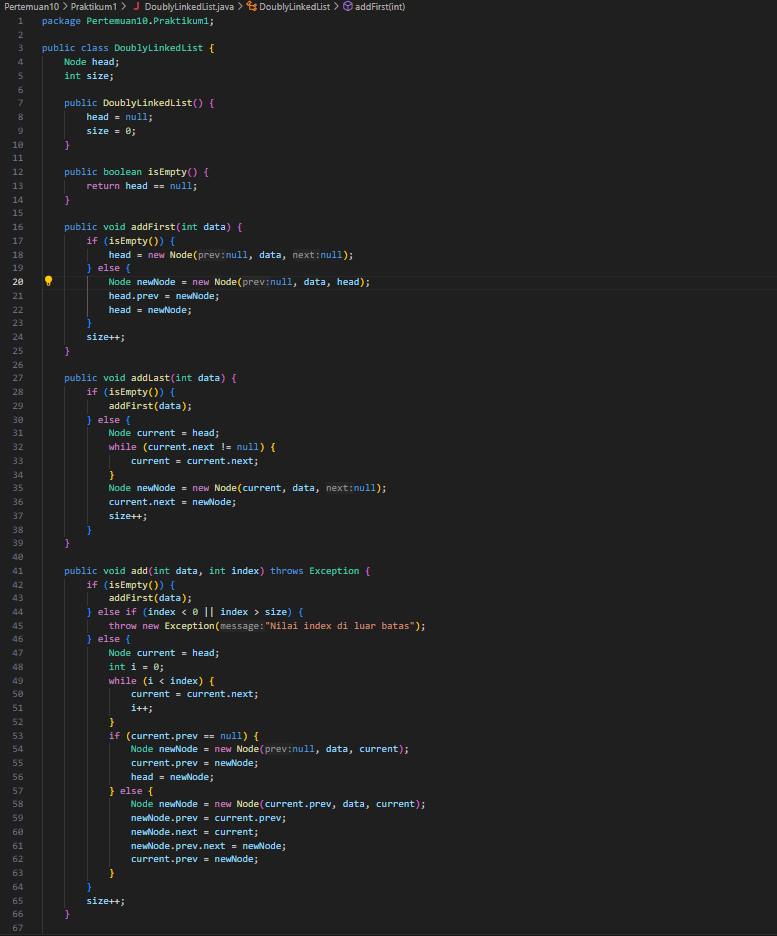 Pertemuan10 > Praktikum1 > J DoublyLinkedList.java > DoublyLinkedList > addFirst(int)
1 package Pertemuan10.Praktikum1;
2
3 public class DoublyLinkedList {
4     Node head;
5     int size;
6
7     public DoublyLinkedList() {
8         head = null;
9         size = 0;
10     }
11
12     public boolean isEmpty() {
13         return head == null;
14     }
15
16     public void addFirst(int data) {
17         if (isEmpty()) {
18             head = new Node(prev:null, data, next:null);
19         } else {
20             Node newNode = new Node(prev:null, data, head);
21             head.prev = newNode;
22             head = newNode;
23         }
24         size++;
25     }
26
27     public void addLast(int data) {
28         if (isEmpty()) {
29             addFirst(data);
30         } else {
31             Node current = head;
32             while (current.next != null) {
33                 current = current.next;
34             }
35             Node newNode = new Node(current, data, next:null);
36             current.next = newNode;
37             size++;
38         }
39     }
40
41     public void add(int data, int index) throws Exception {
42         if (isEmpty()) {
43             addFirst(data);
44         } else if (index < 0 || index > size) {
45             throw new Exception(message:"Nilai index di luar batas");
46         } else {
47             Node current = head;
48             int i = 0;
49             while (i < index) {
50                 current = current.next;
51                 i++;
52             }
53             if (current.prev == null) {
54                 Node newNode = new Node(prev:null, data, current);
55                 current.prev = newNode;
56                 head = newNode;
57             } else {
58                 Node newNode = new Node(current.prev, data, current);
59                 newNode.prev = current.prev;
60                 newNode.next = current;
61                 newNode.prev.next = newNode;
62                 current.prev = newNode;
63             }
64         }
65         size++;
66     }
67